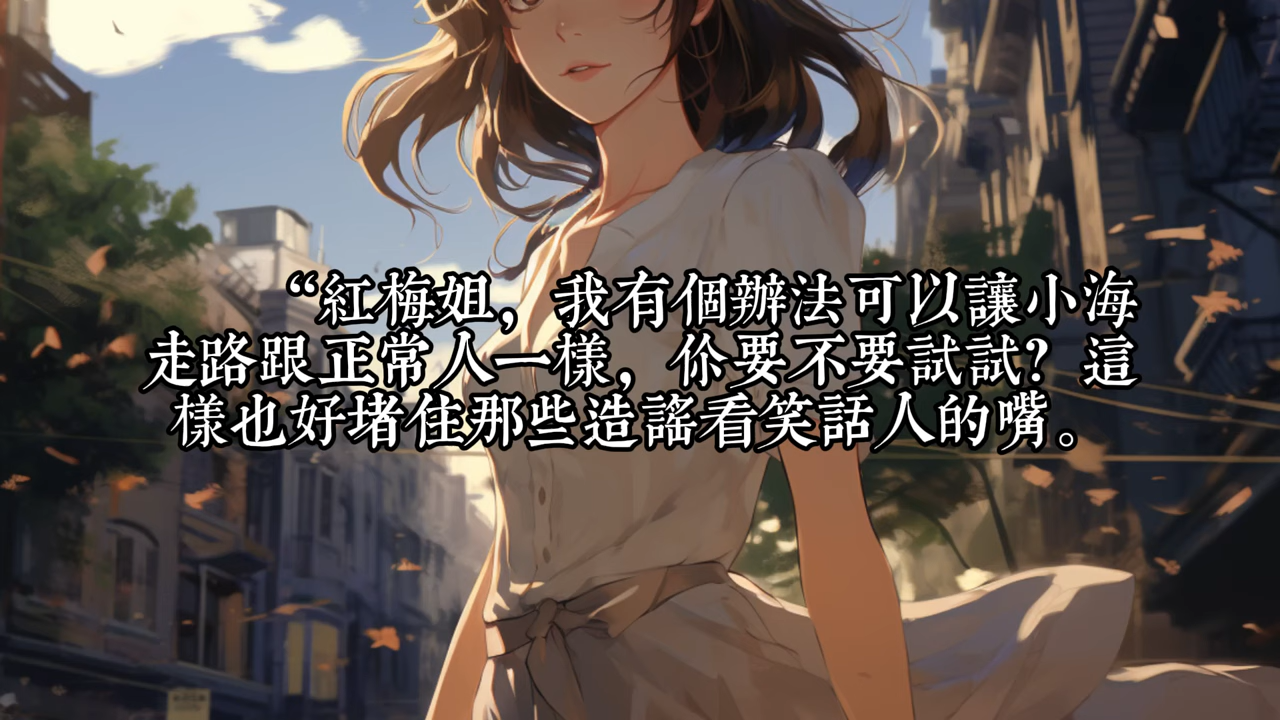 “紅梅姐，我有個辦法可以讓小海
走路跟正常人一樣，你要不要試試？這
樣也好堵住那些造謠看笑話人的嘴。